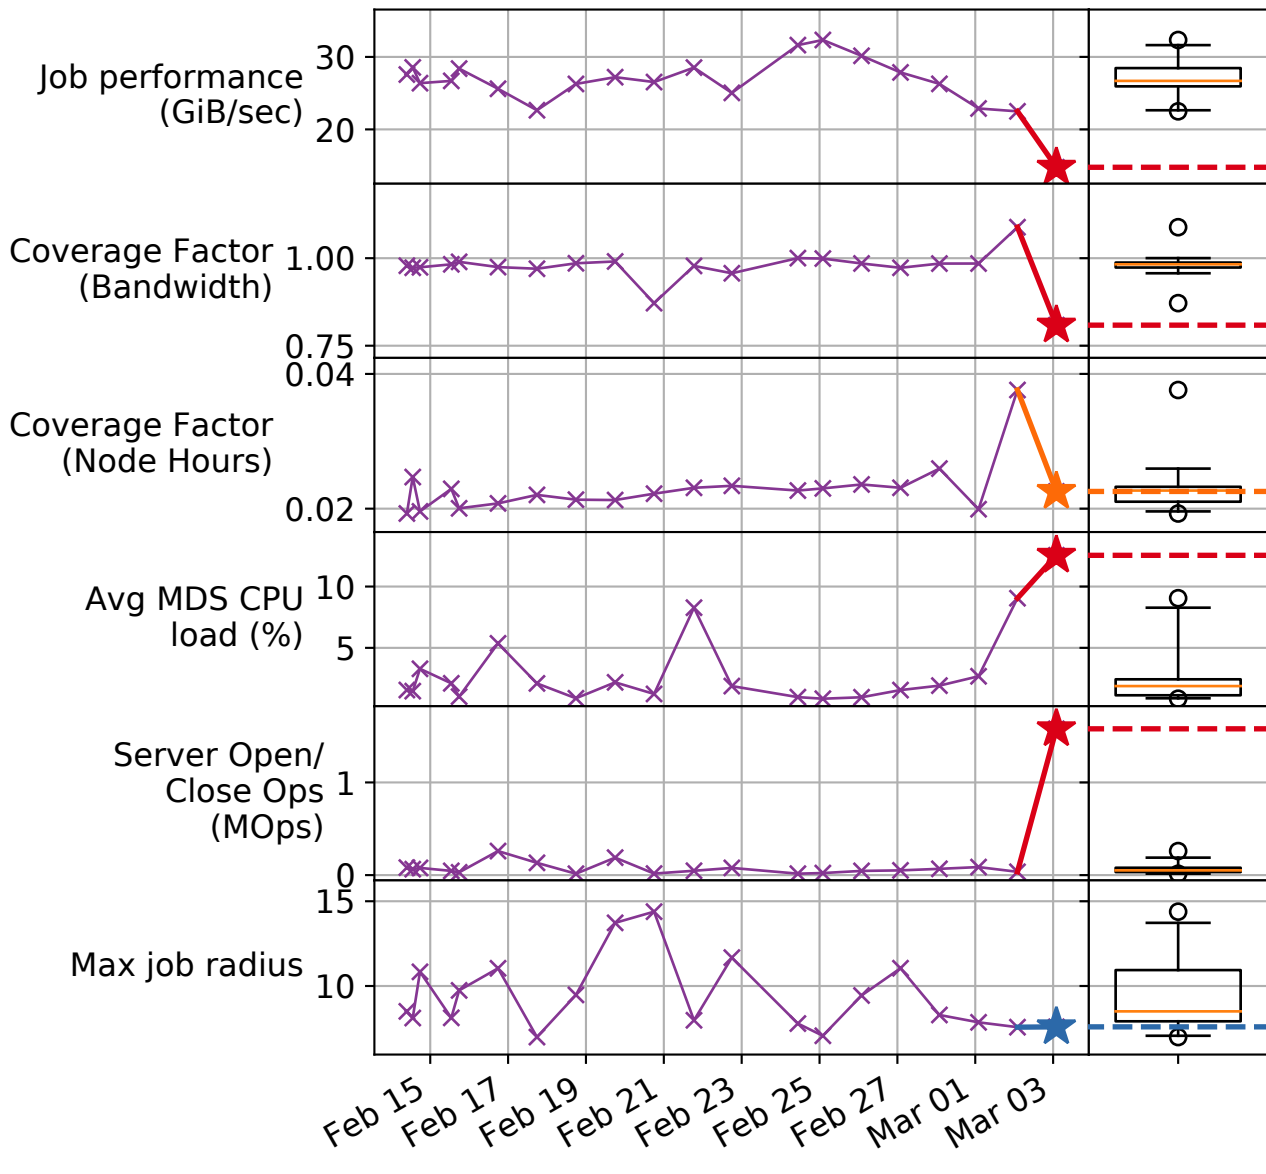 Job performance
(GiB/sec)
30
20
Coverage Factor
(Bandwidth)
1.00
0.75
Coverage Factor
(Node Hours)
0.04
0.02
Avg MDS CPU
load (%)
10
5
Server Open/
Close Ops
(MOps)
1
0
Max job radius
15
10
Feb 15
Feb 17
Feb 19
Feb 21
Feb 23
Feb 25
Feb 27
Mar 01
Mar 03